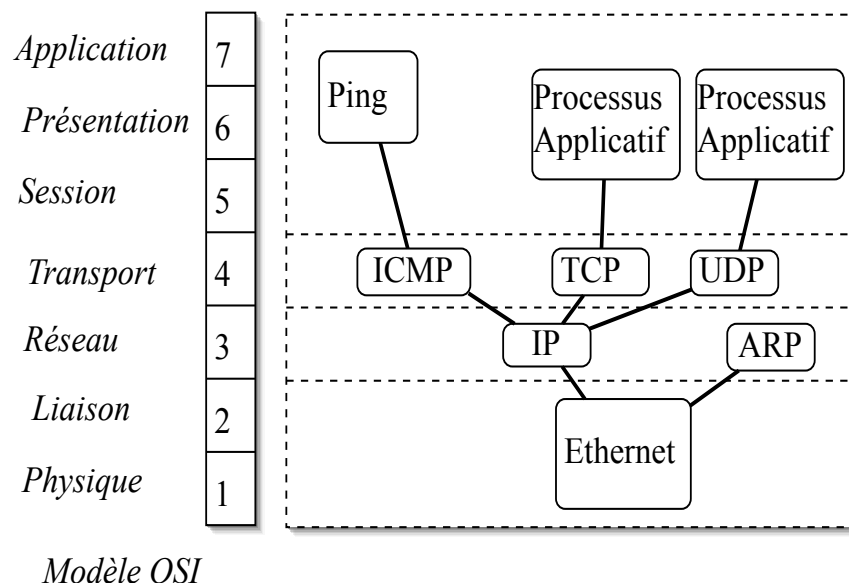 Application 7
Présentation 6
Session 5
Transport 4
Réseau 3
Liaison 2
Physique 1
Modèle OSI
Ping
Processus
Applicatif
Processus
Applicatif
ICMP
TCP
UDP
IP
ARP
Ethernet